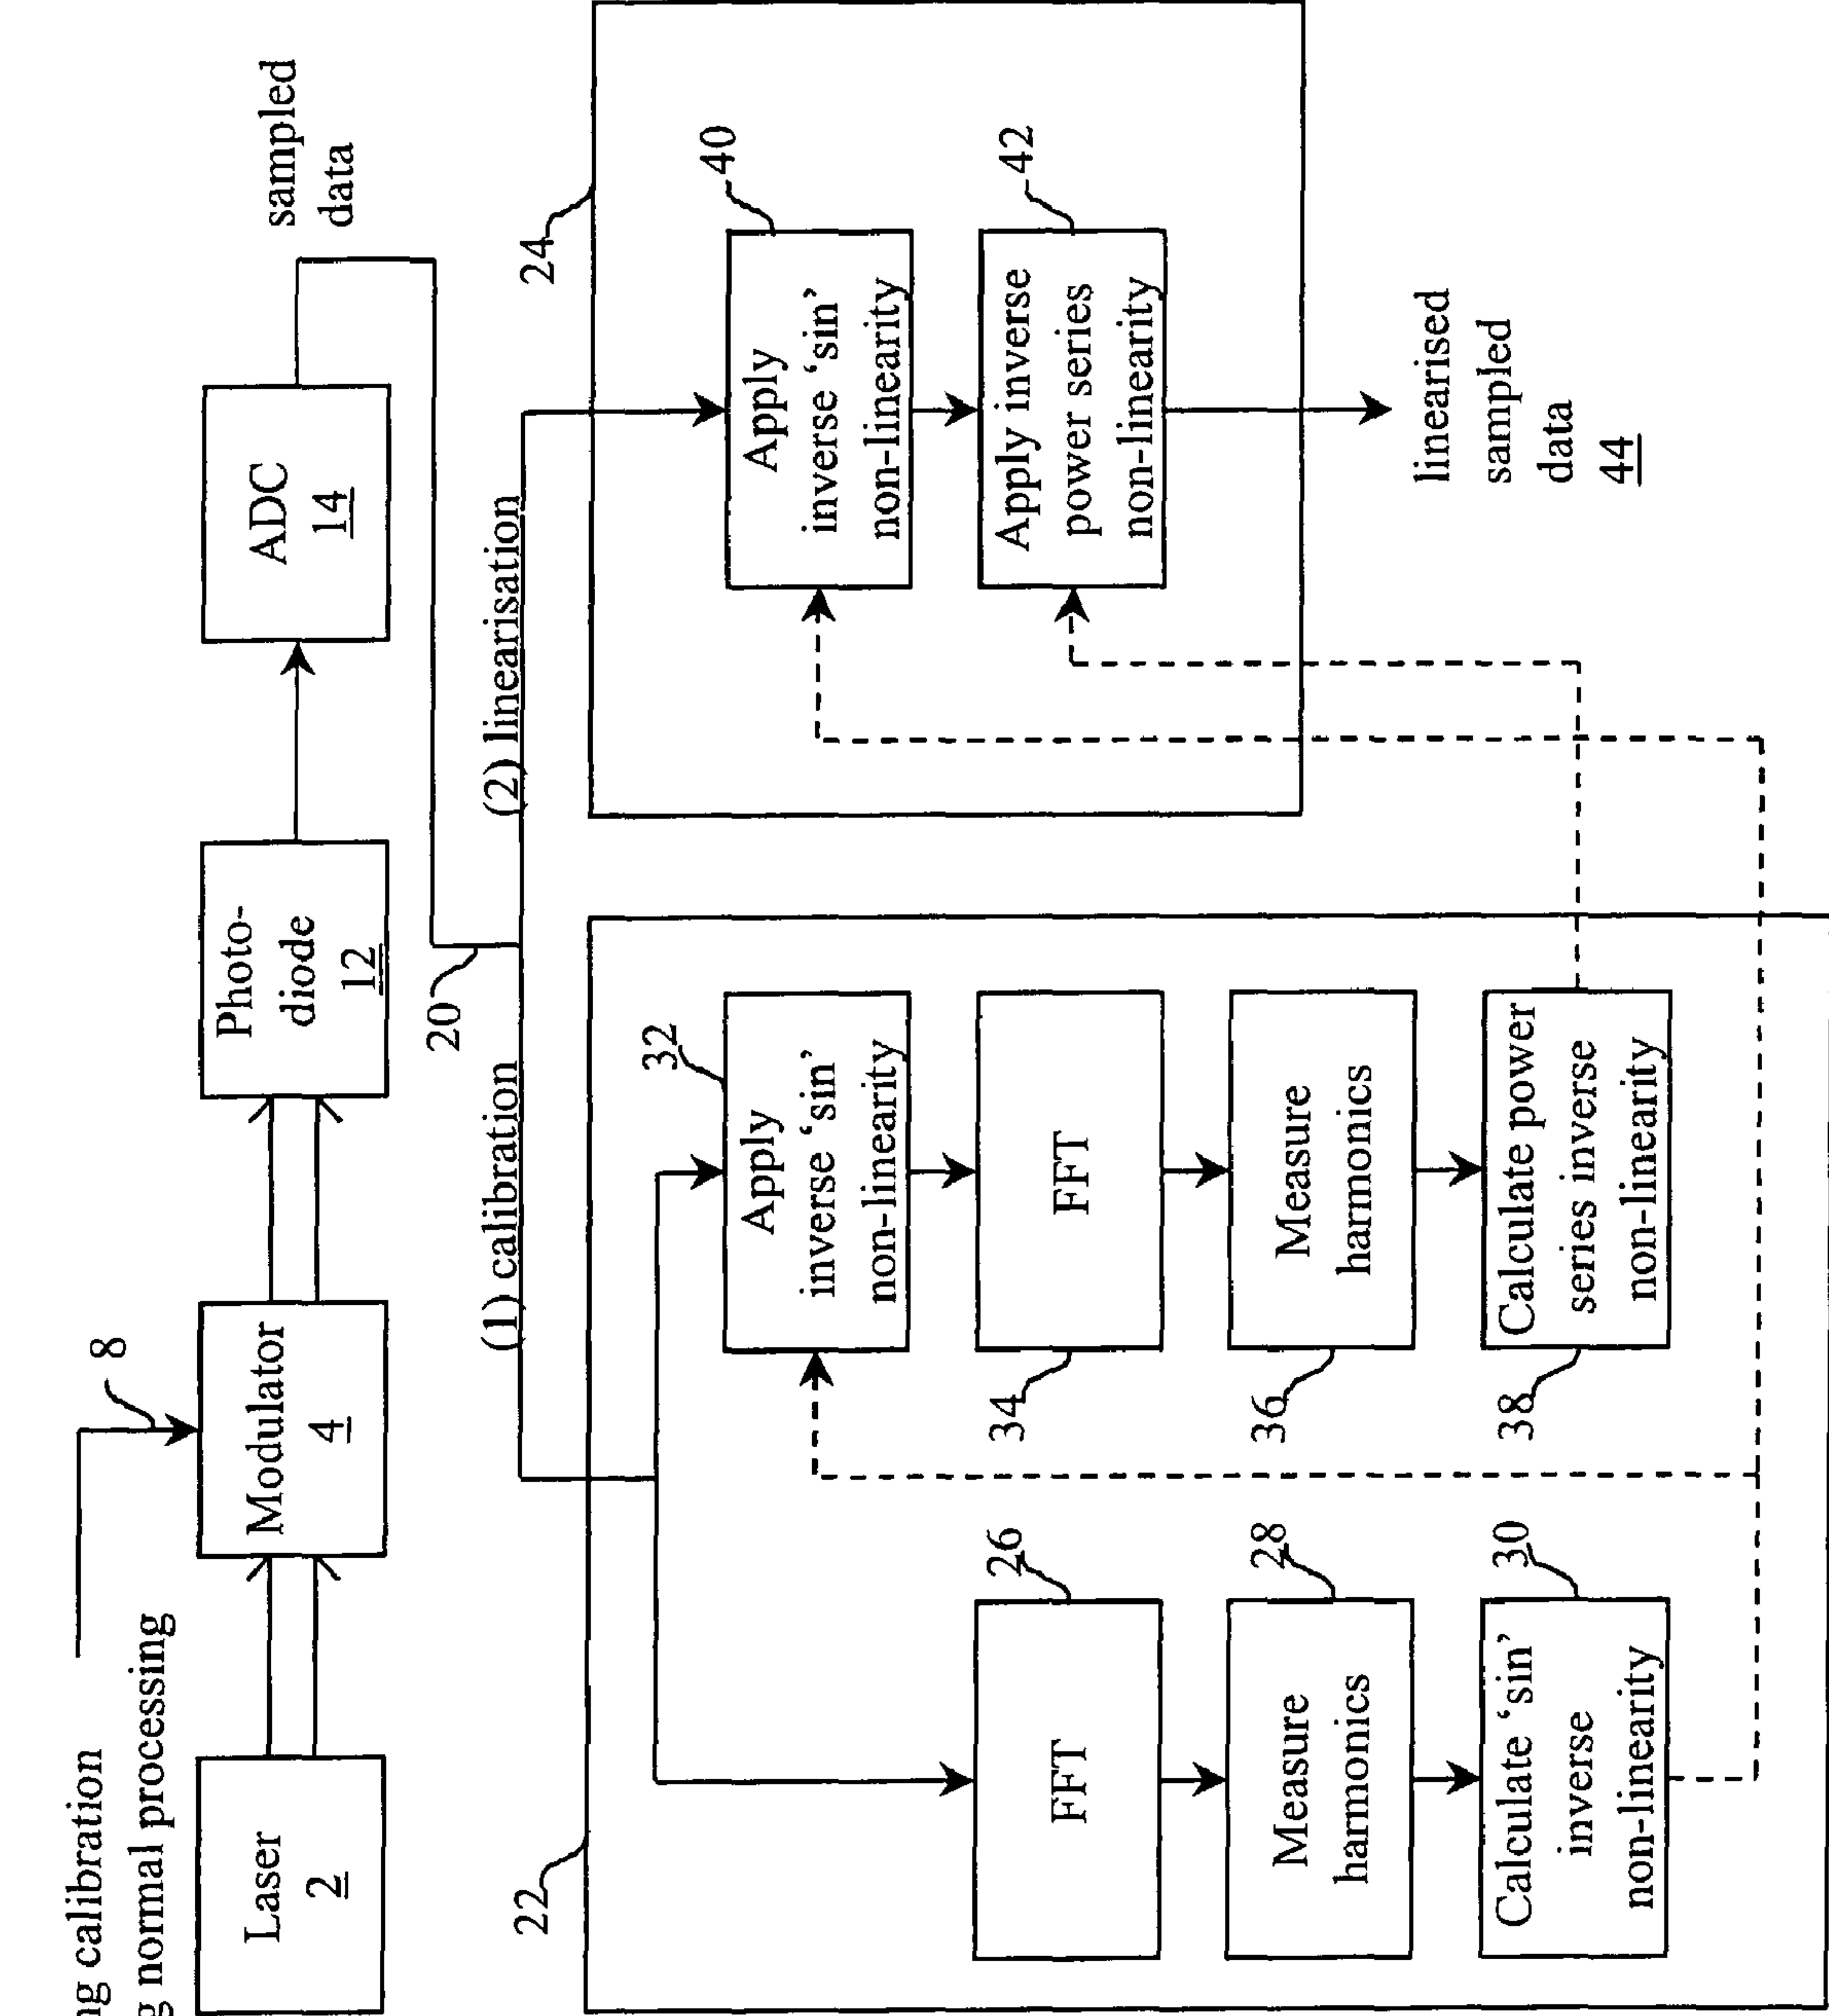 calibration
normal processing
8
Laser
2
Modulator
4
Photo-
diode
12
ADC
14
sampled
data
20
(1) calibration
(2) linearisation
22
FFT
26
Measure
harmonics
28
Calculate ‘sin’
inverse
non-linearity
30
Apply
inverse ‘sin’
non-linearity
32
FFT
34
Measure
harmonics
36
Calculate power
series inverse
non-linearity
38
24
Apply
inverse ‘sin’
non-linearity
40
Apply inverse
power series
non-linearity
42
linearised
sampled
data
44